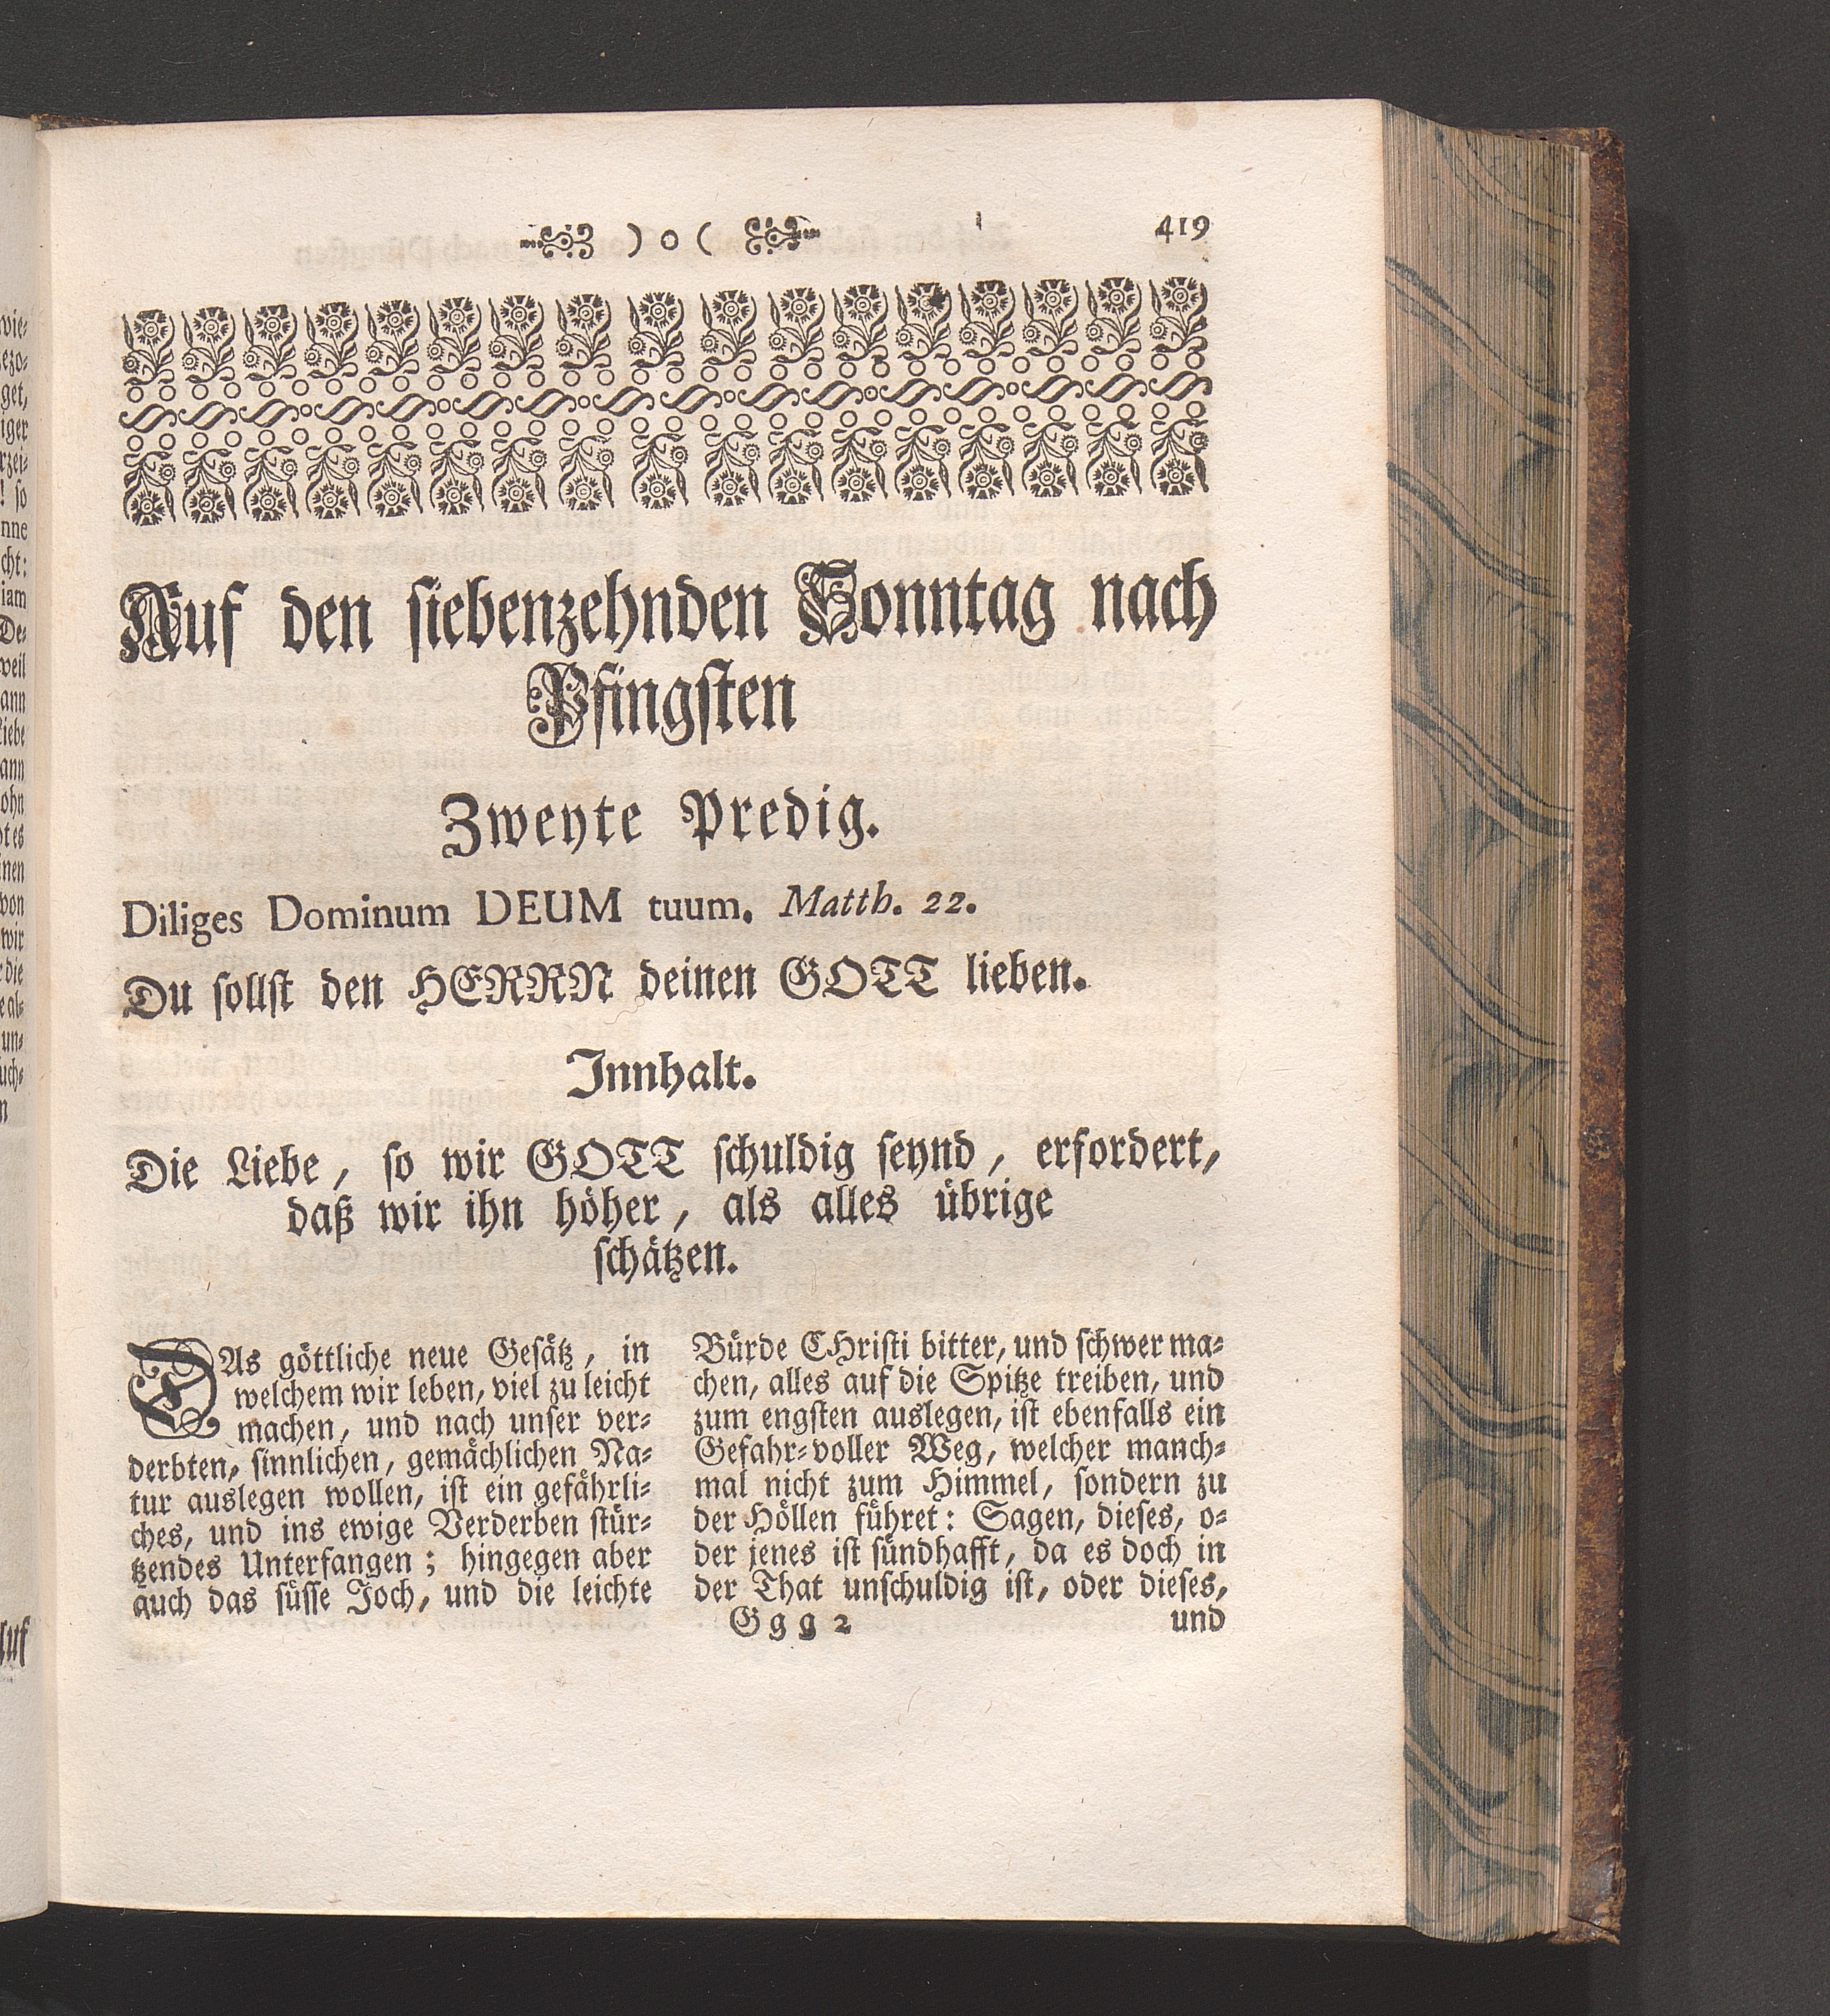 ) o (
419
Auf den siebenzehnden Sonntag nach
Pfingsten
Zweyte Predig.
Diliges Dominum DEUM tuum. Matth. 22.
Du sollst den HERRN deinen GOTT lieben.
Innhalt.
Die Liebe, so wir GOTT schuldig seynd, erfordert,
daß wir ihn höher, als alles übrige
schätzen.
DAs göttliche neue Gesätz, in
welchem wir leben, viel zu leicht
machen, und nach unser ver-
derbten, sinnlichen, gemächlichen Na-
tur auslegen wollen, ist ein gefährli-
ches, und ins ewige Verderben stür-
tzendes Unterfangen; hingegen aber
auch das süsse Joch, und die leichte
Bürde CHristi bitter, und schwer ma-
chen, alles auf die Spitze treiben, und
zum engsten auslegen, ist ebenfalls ein
Gefahr-voller Weg, welcher manch-
mal nicht zum Himmel, sondern zu
der Höllen führet: Sagen, dieses, o-
der jenes ist sündhafft, da es doch in
der That unschuldig ist, oder dieses,
Ggg 2
und